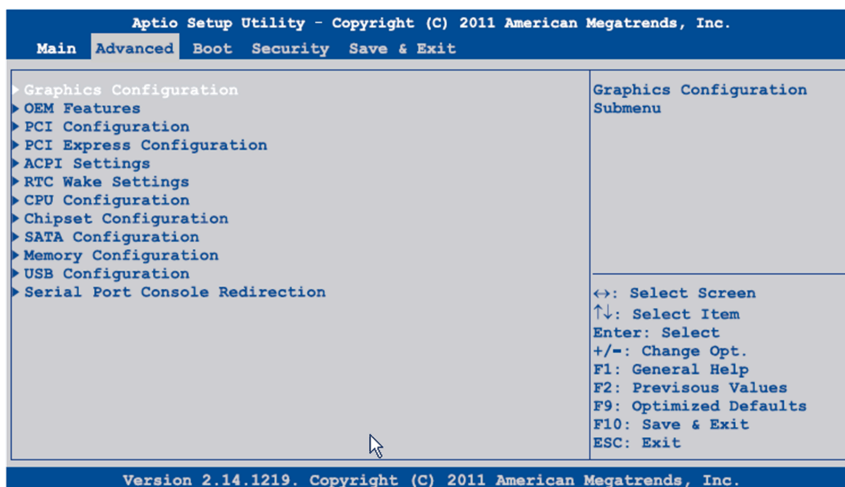 Aptio Setup Utility - Copyright (C) 2011 American Megatrends, Inc.
Main Advanced Boot Security Save & Exit
Graphics Configuration
OEM Features
PCI Configuration
PCI Express Configuration
ACPI Settings
RTC Wake Settings
CPU Configuration
Chipset Configuration
SATA Configuration
Memory Configuration
USB Configuration
Serial Port Console Redirection
Graphics Configuration
Submenu
↔: Select Screen
↑↓: Select Item
Enter: Select
+/-: Change Opt.
F1: General Help
F2: Previsous Values
F9: Optimized Defaults
F10: Save & Exit
ESC: Exit
Version 2.14.1219. Copyright (C) 2011 American Megatrends, Inc.